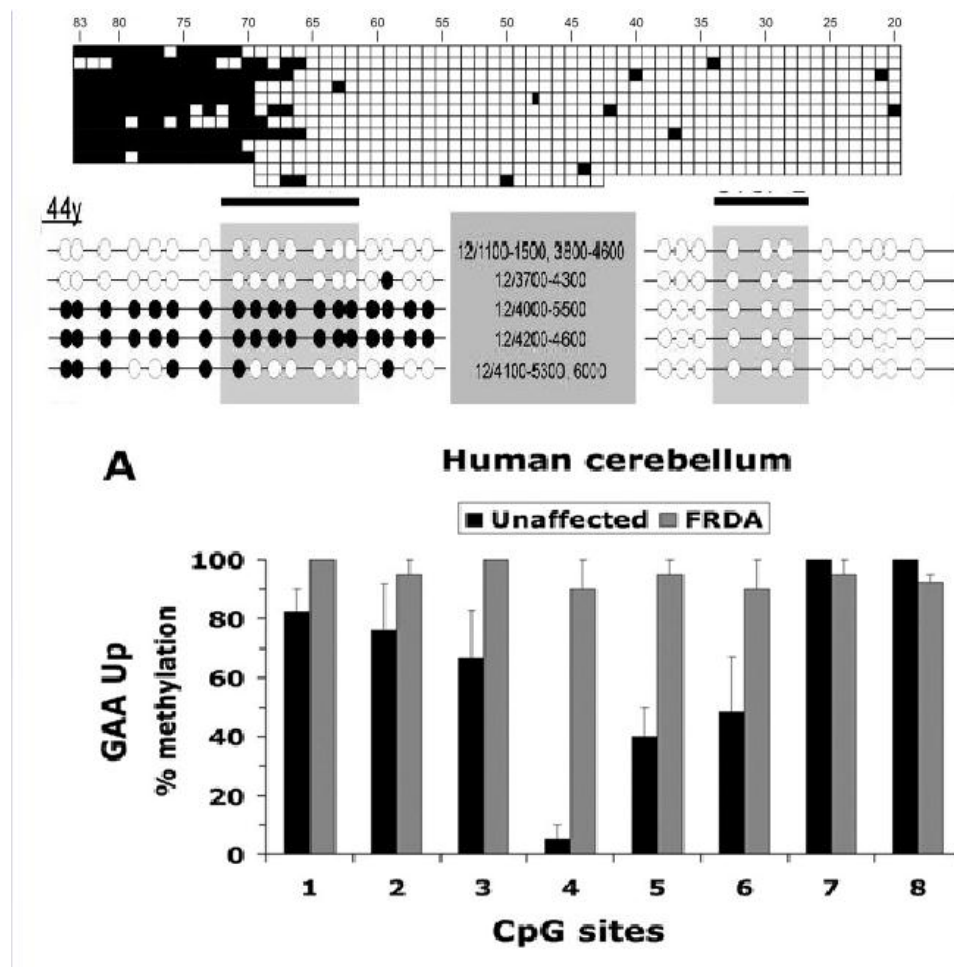 83 80 75 70 65 60 55 50 45 40 35 30 25 20
44y
12/1100-1500, 3800-4600
12/3700-4300
12/4000-5500
12/4200-4600
12/4100-5300, 6000
A
Human cerebellum
Unaffected FRDA
GAA Up
% methylation
100
80
60
40
20
0
1 2 3 4 5 6 7 8
CpG sites